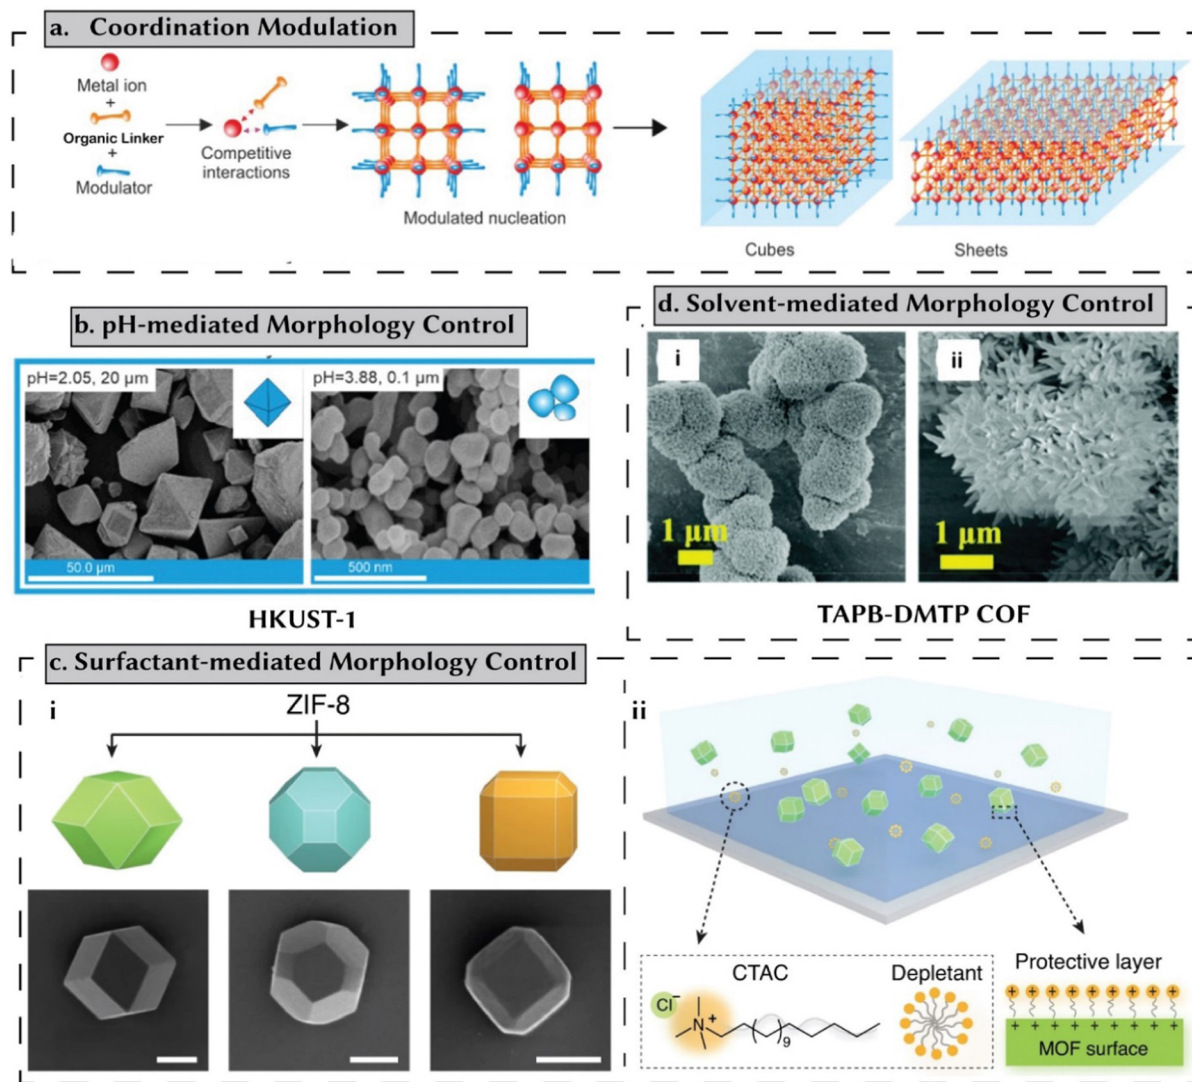 a. Coordination Modulation
Metal ion
+
Organic Linker
+
Modulator
Competitive
interactions
Modulated nucleation
Cubes
Sheets
b. pH-mediated Morphology Control
pH=2.05, 20 µm
pH=3.88, 0.1 µm
50.0 µm
500 nm
HKUST-1
d. Solvent-mediated Morphology Control
i
ii
1 µm
1 µm
TAPB-DMTP COF
c. Surfactant-mediated Morphology Control
i
ZIF-8
ii
CTAC
Cl⁻
N
+
9
Depletant
Protective layer
+ + + + + + + + +
+ + + + + + + + +
MOF surface